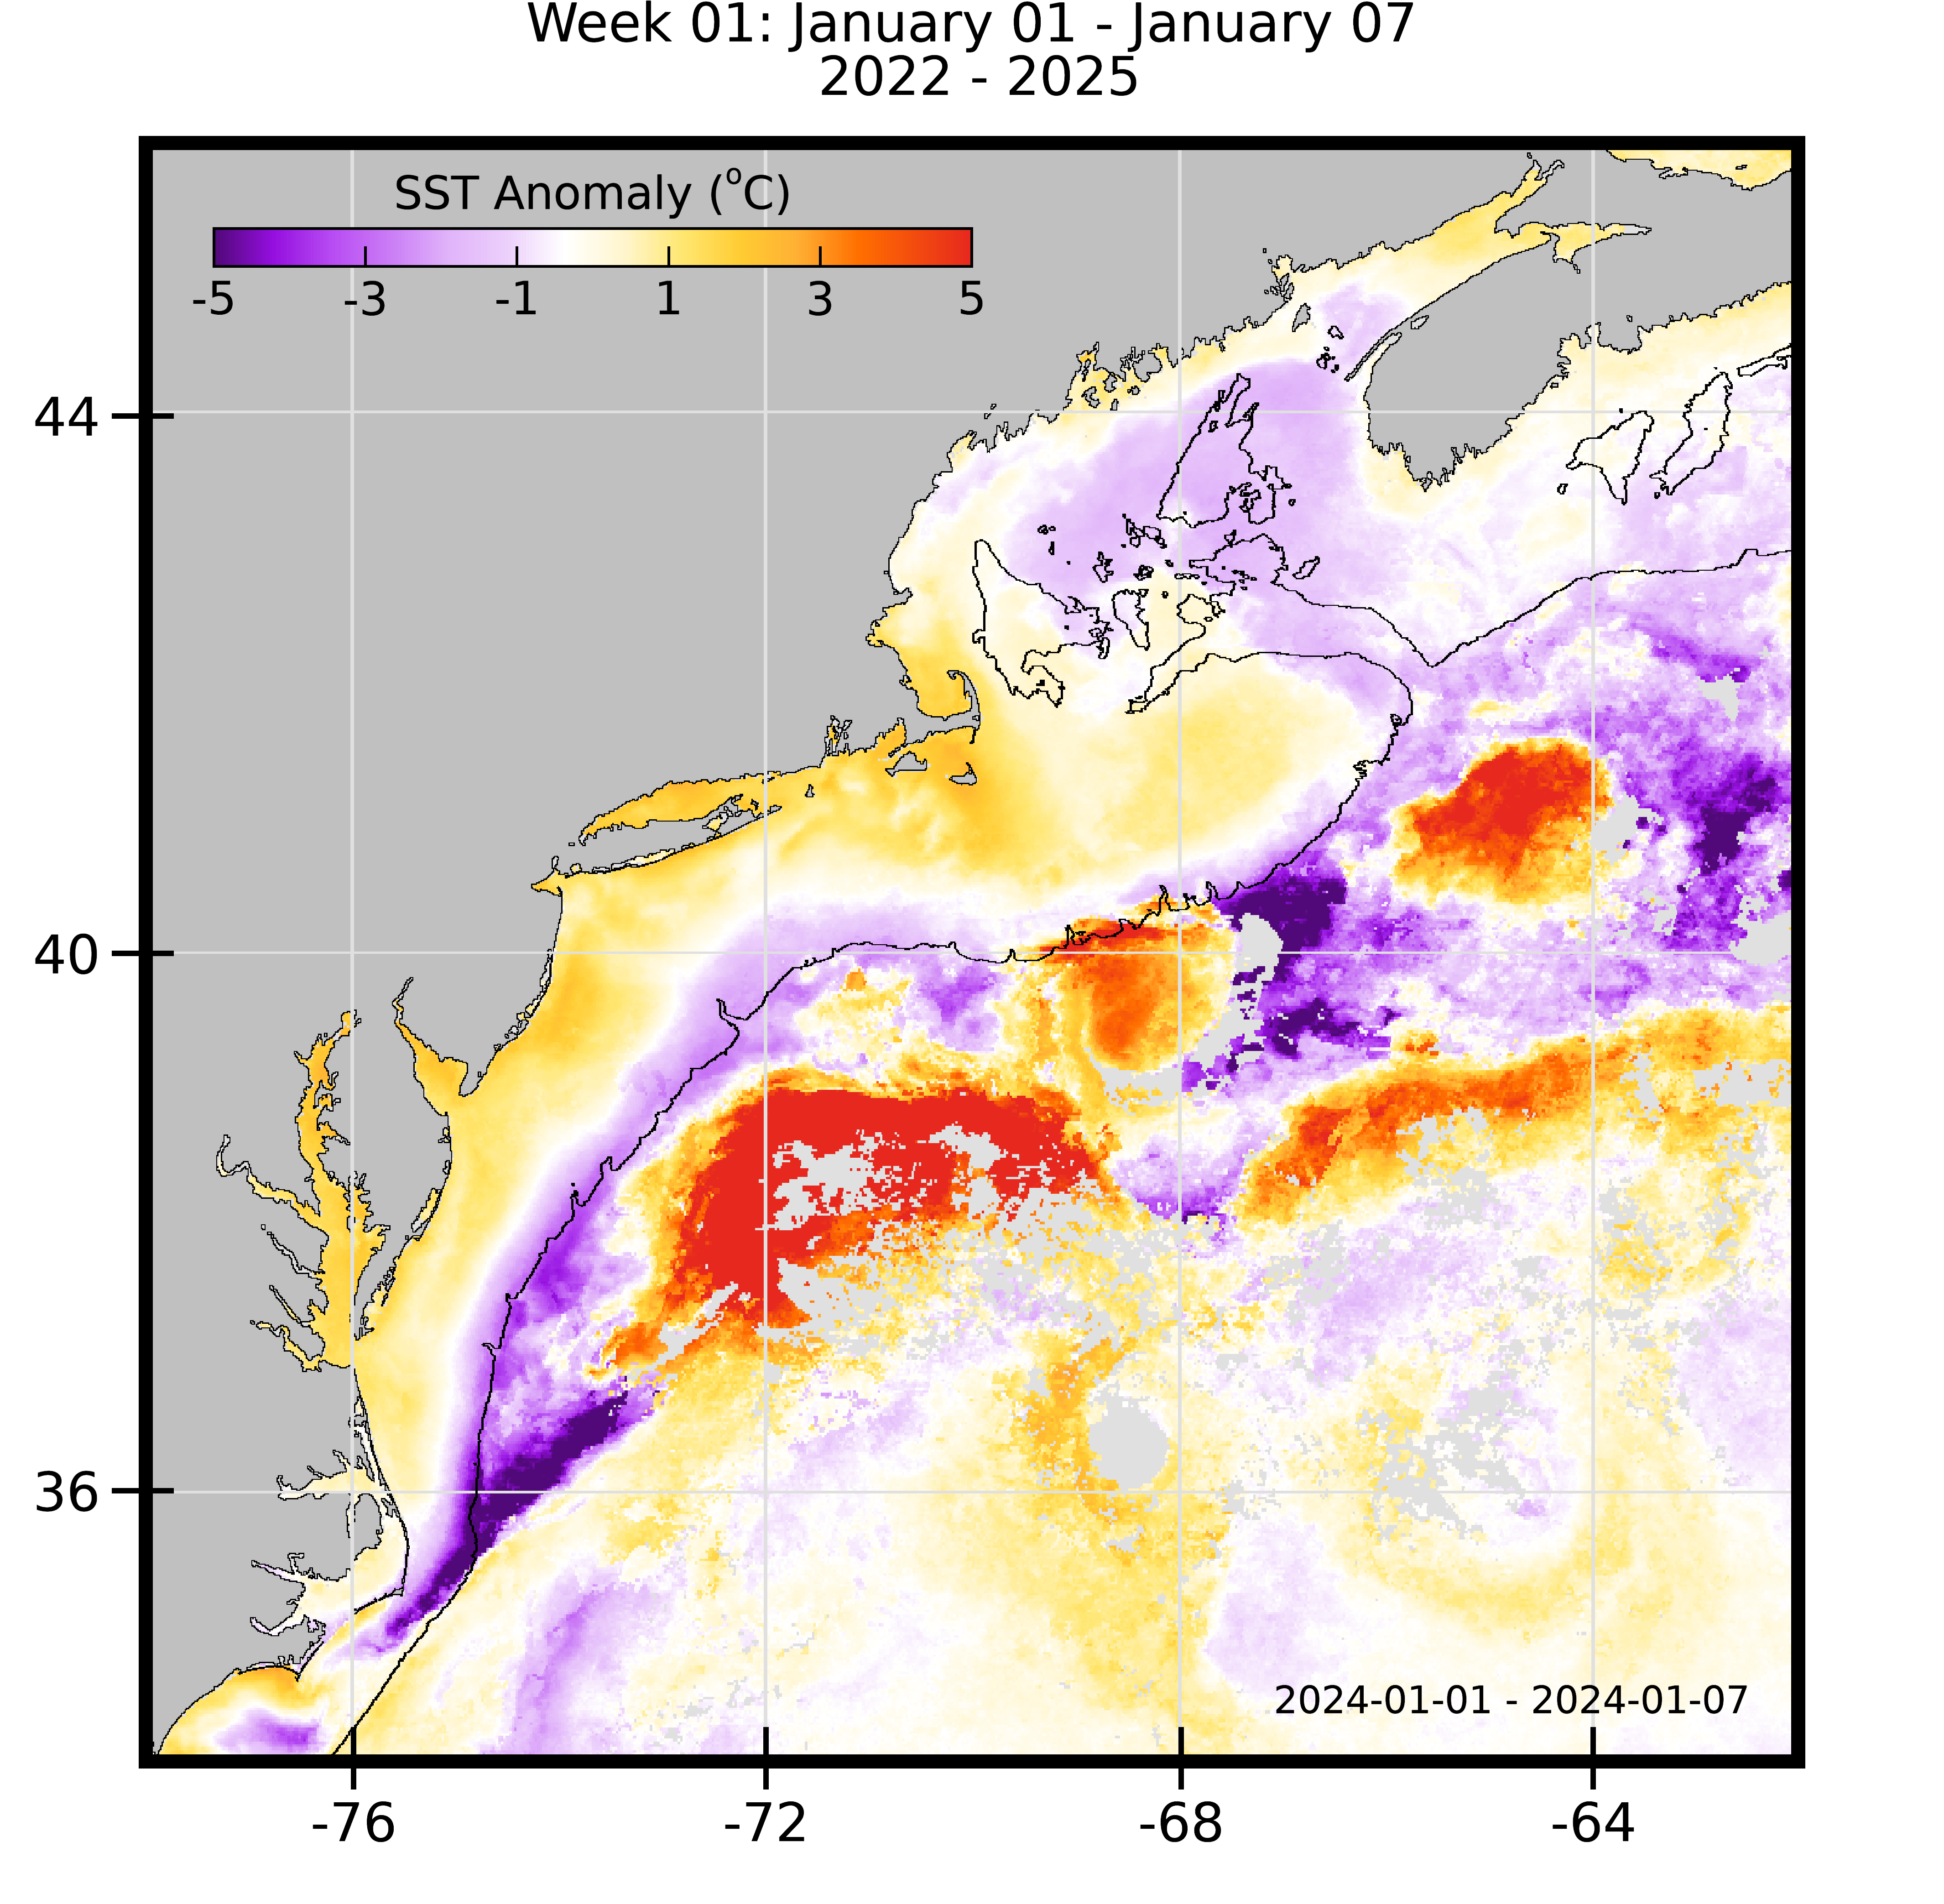 Week 01: January 01 - January 07
2022 - 2025
SST Anomaly (°C)
-5 -3 -1 1 3 5
44
40
36
2024-01-01 - 2024-01-07
-76 -72 -68 -64